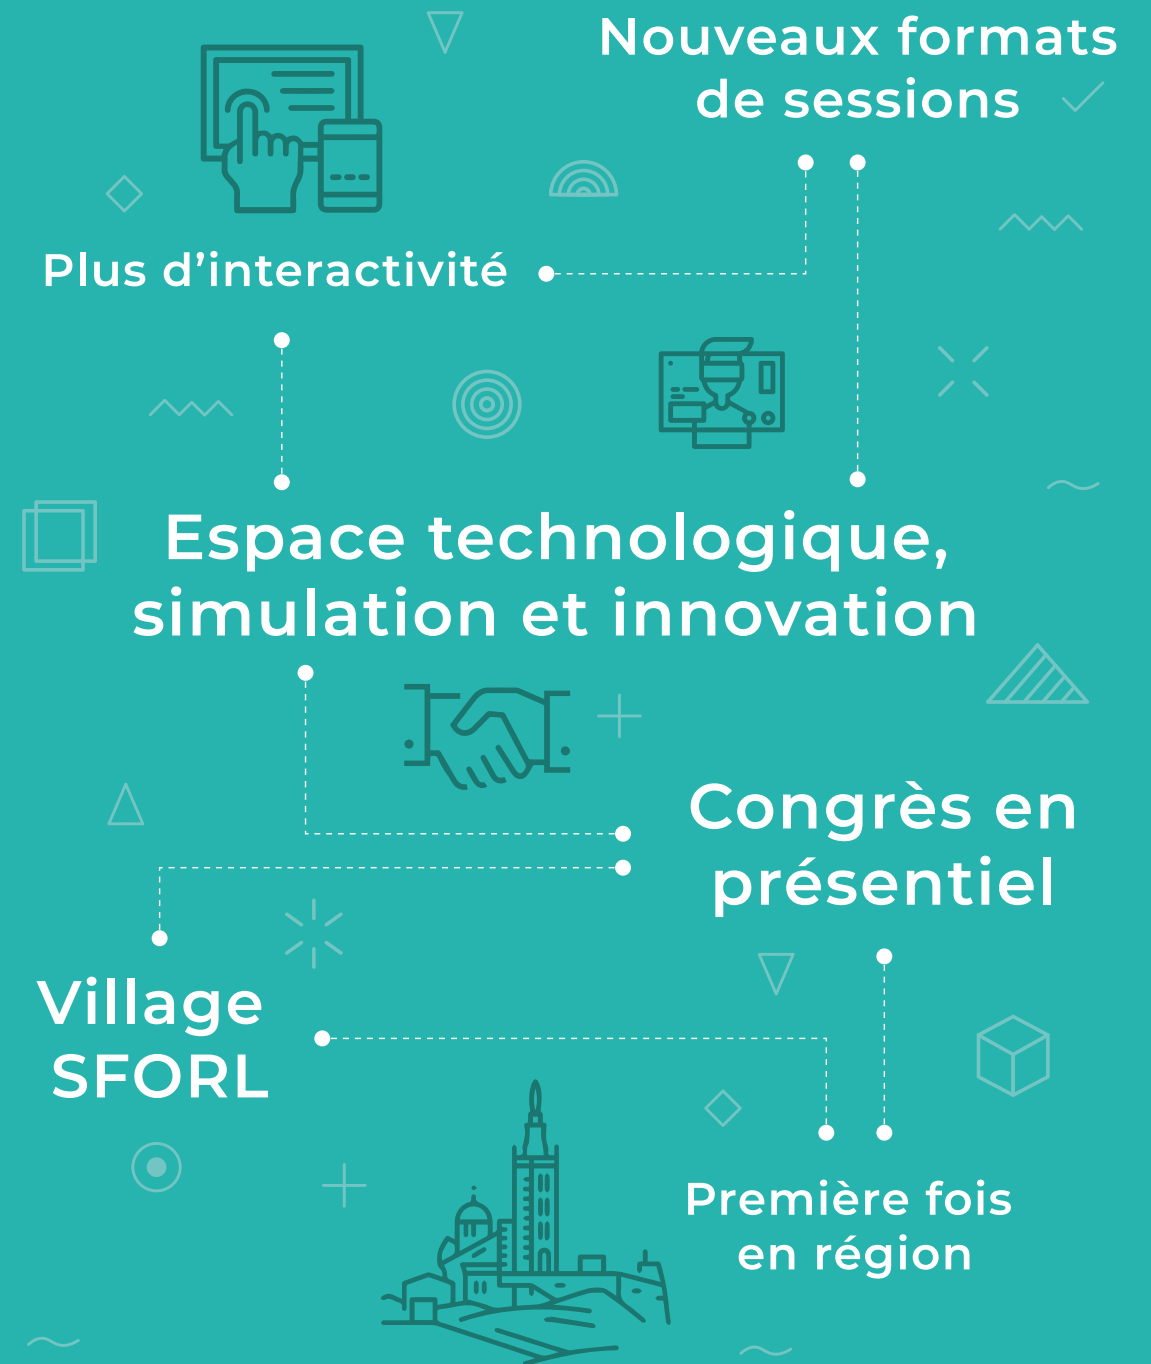 Nouveaux formats
de sessions
Plus d’interactivité
Espace technologique,
simulation et innovation
Congrès en
présentiel
Village
SFORL
Première fois
en région